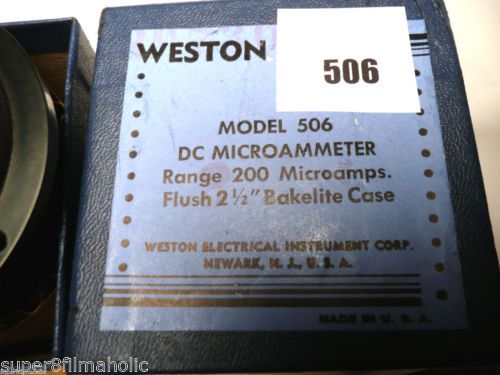 WESTON
506
MODEL 506
DC MICROAMMETER
Range 200 Microamps.
Flush 2½" Bakelite Case
WESTON ELECTRICAL INSTRUMENT CORP.
NEWARK, N. J., U. S. A.
MADE IN U. S. A.
super8filmaholic
super8filmaholic